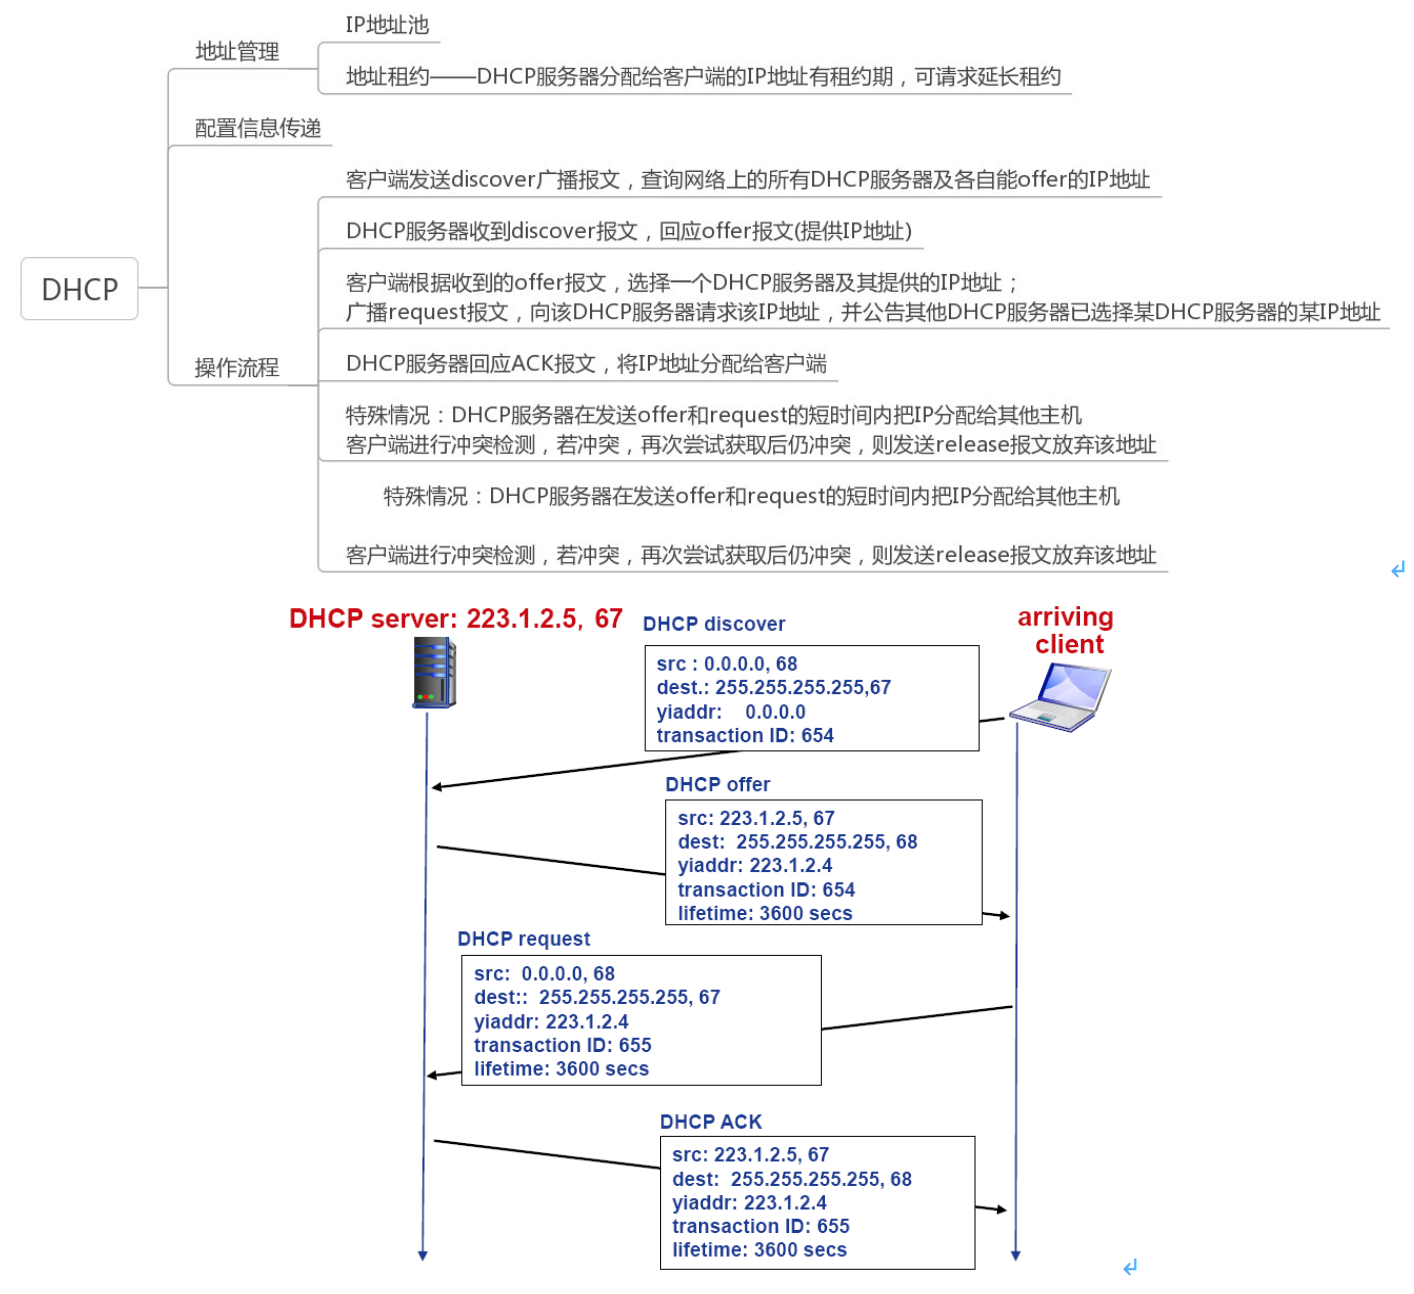 IP地址池
地址管理
地址租约——DHCP服务器分配给客户端的IP地址有租约期，可请求延长租约
配置信息传递
客户端发送discover广播报文，查询网络上的所有DHCP服务器及各自能offer的IP地址
DHCP服务器收到discover报文，回应offer报文(提供IP地址)
DHCP
客户端根据收到的offer报文，选择一个DHCP服务器及其提供的IP地址；
广播request报文，向该DHCP服务器请求该IP地址，并公告其他DHCP服务器已选择某DHCP服务器的某IP地址
操作流程
DHCP服务器回应ACK报文，将IP地址分配给客户端
特殊情况：DHCP服务器在发送offer和request的短时间内把IP分配给其他主机
客户端进行冲突检测，若冲突，再次尝试获取后仍冲突，则发送release报文放弃该地址
特殊情况：DHCP服务器在发送offer和request的短时间内把IP分配给其他主机
客户端进行冲突检测，若冲突，再次尝试获取后仍冲突，则发送release报文放弃该地址
DHCP server: 223.1.2.5, 67
DHCP discover
arriving
client
src : 0.0.0.0, 68
dest.: 255.255.255.255,67
yiaddr: 0.0.0.0
transaction ID: 654
DHCP offer
src: 223.1.2.5, 67
dest: 255.255.255.255, 68
yiaddr: 223.1.2.4
transaction ID: 654
lifetime: 3600 secs
DHCP request
src: 0.0.0.0, 68
dest:: 255.255.255.255, 67
yiaddr: 223.1.2.4
transaction ID: 655
lifetime: 3600 secs
DHCP ACK
src: 223.1.2.5, 67
dest: 255.255.255.255, 68
yiaddr: 223.1.2.4
transaction ID: 655
lifetime: 3600 secs